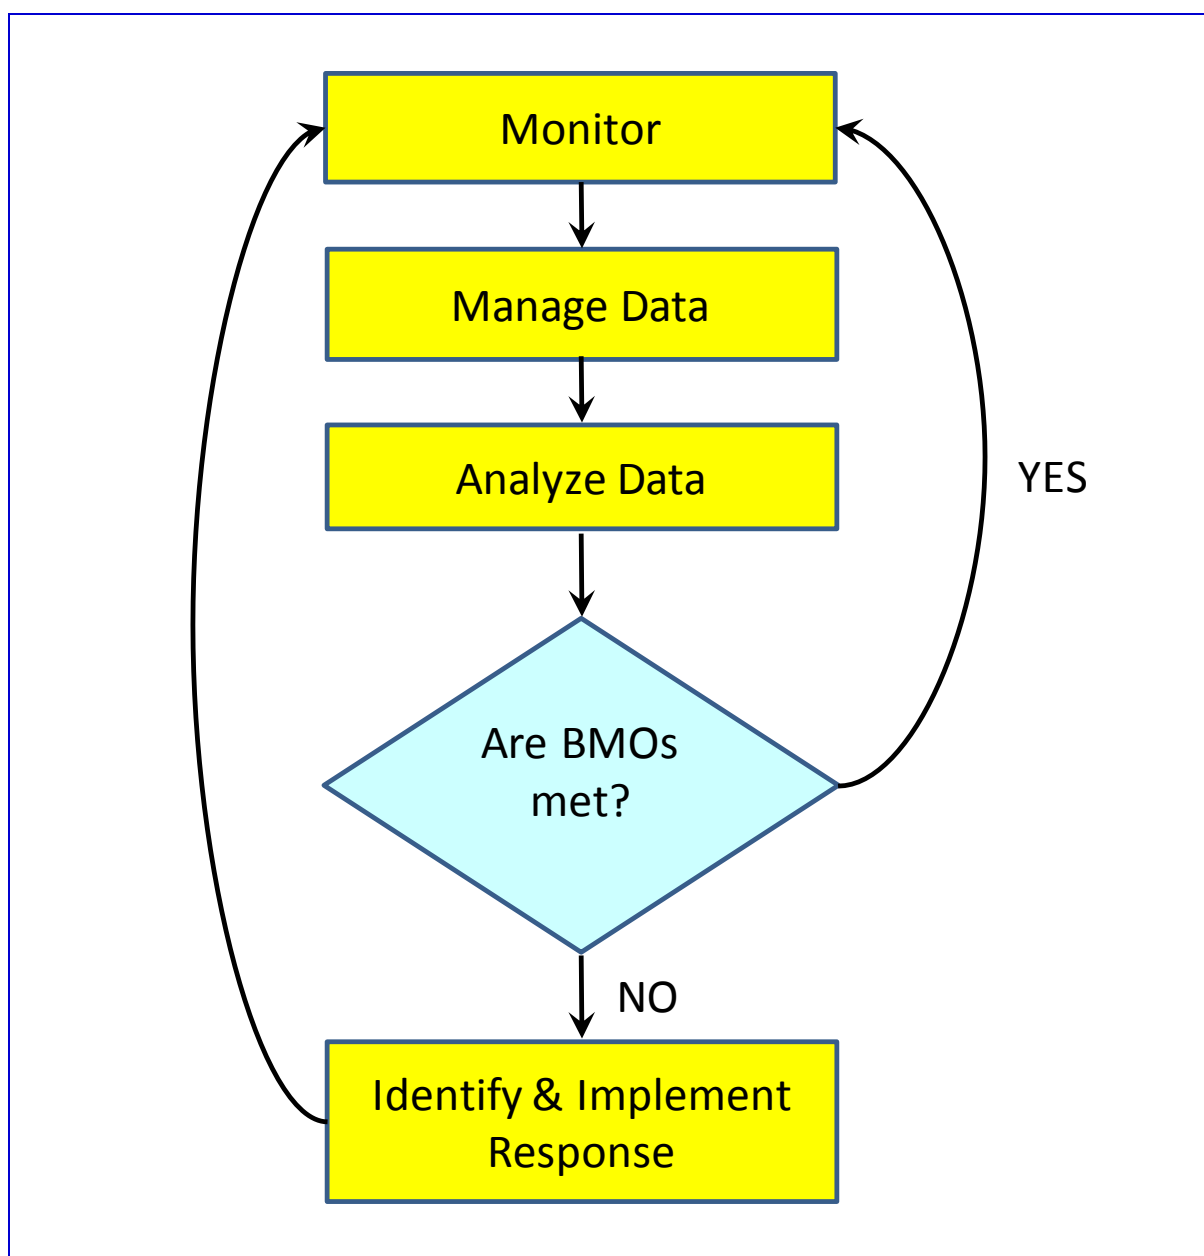 Monitor
Manage Data
Analyze Data
YES
Are BMOs
met?
NO
Identify & Implement
Response